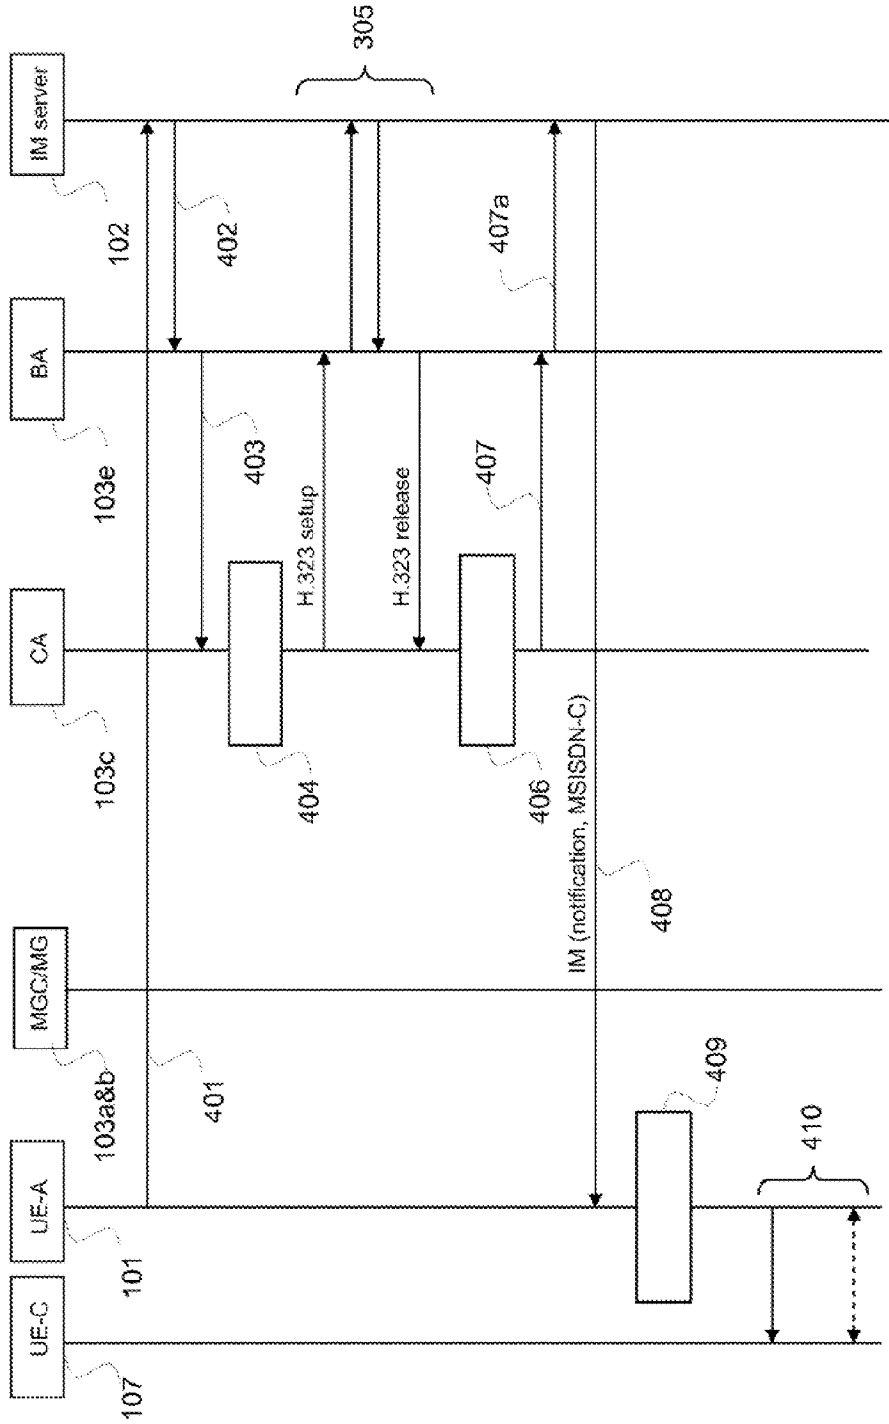 UE-C
UE-A
MGC/MG
CA
BA
IM server
107
101
103a&b
103c
103e
102
401
402
403
404
H.323 setup
305
H.323 release
406
407
407a
IM (notification, MSISDN-C)
408
409
410